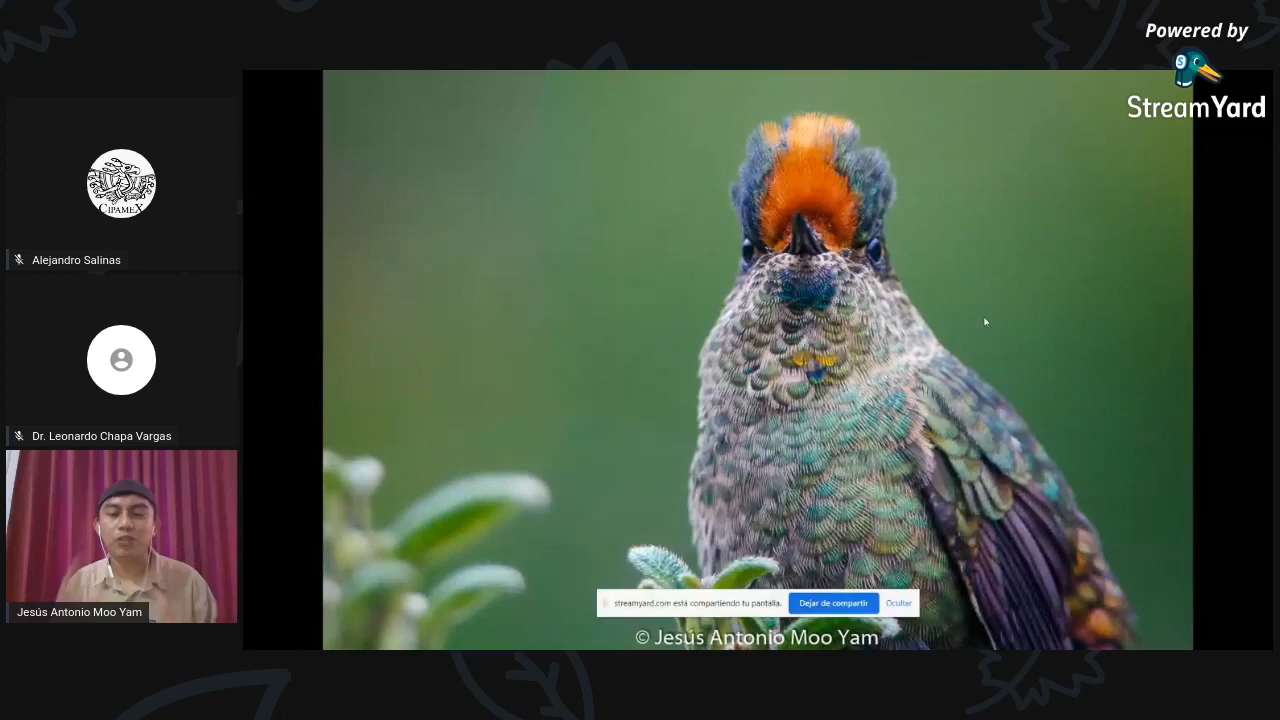 Powered by
StreamYard
CIPAMEX
Alejandro Salinas
Dr. Leonardo Chapa Vargas
Jesús Antonio Moo Yam
streamyard.com está compartiendo tu pantalla. Dejar de compartir Ocultar
© Jesús Antonio Moo Yam